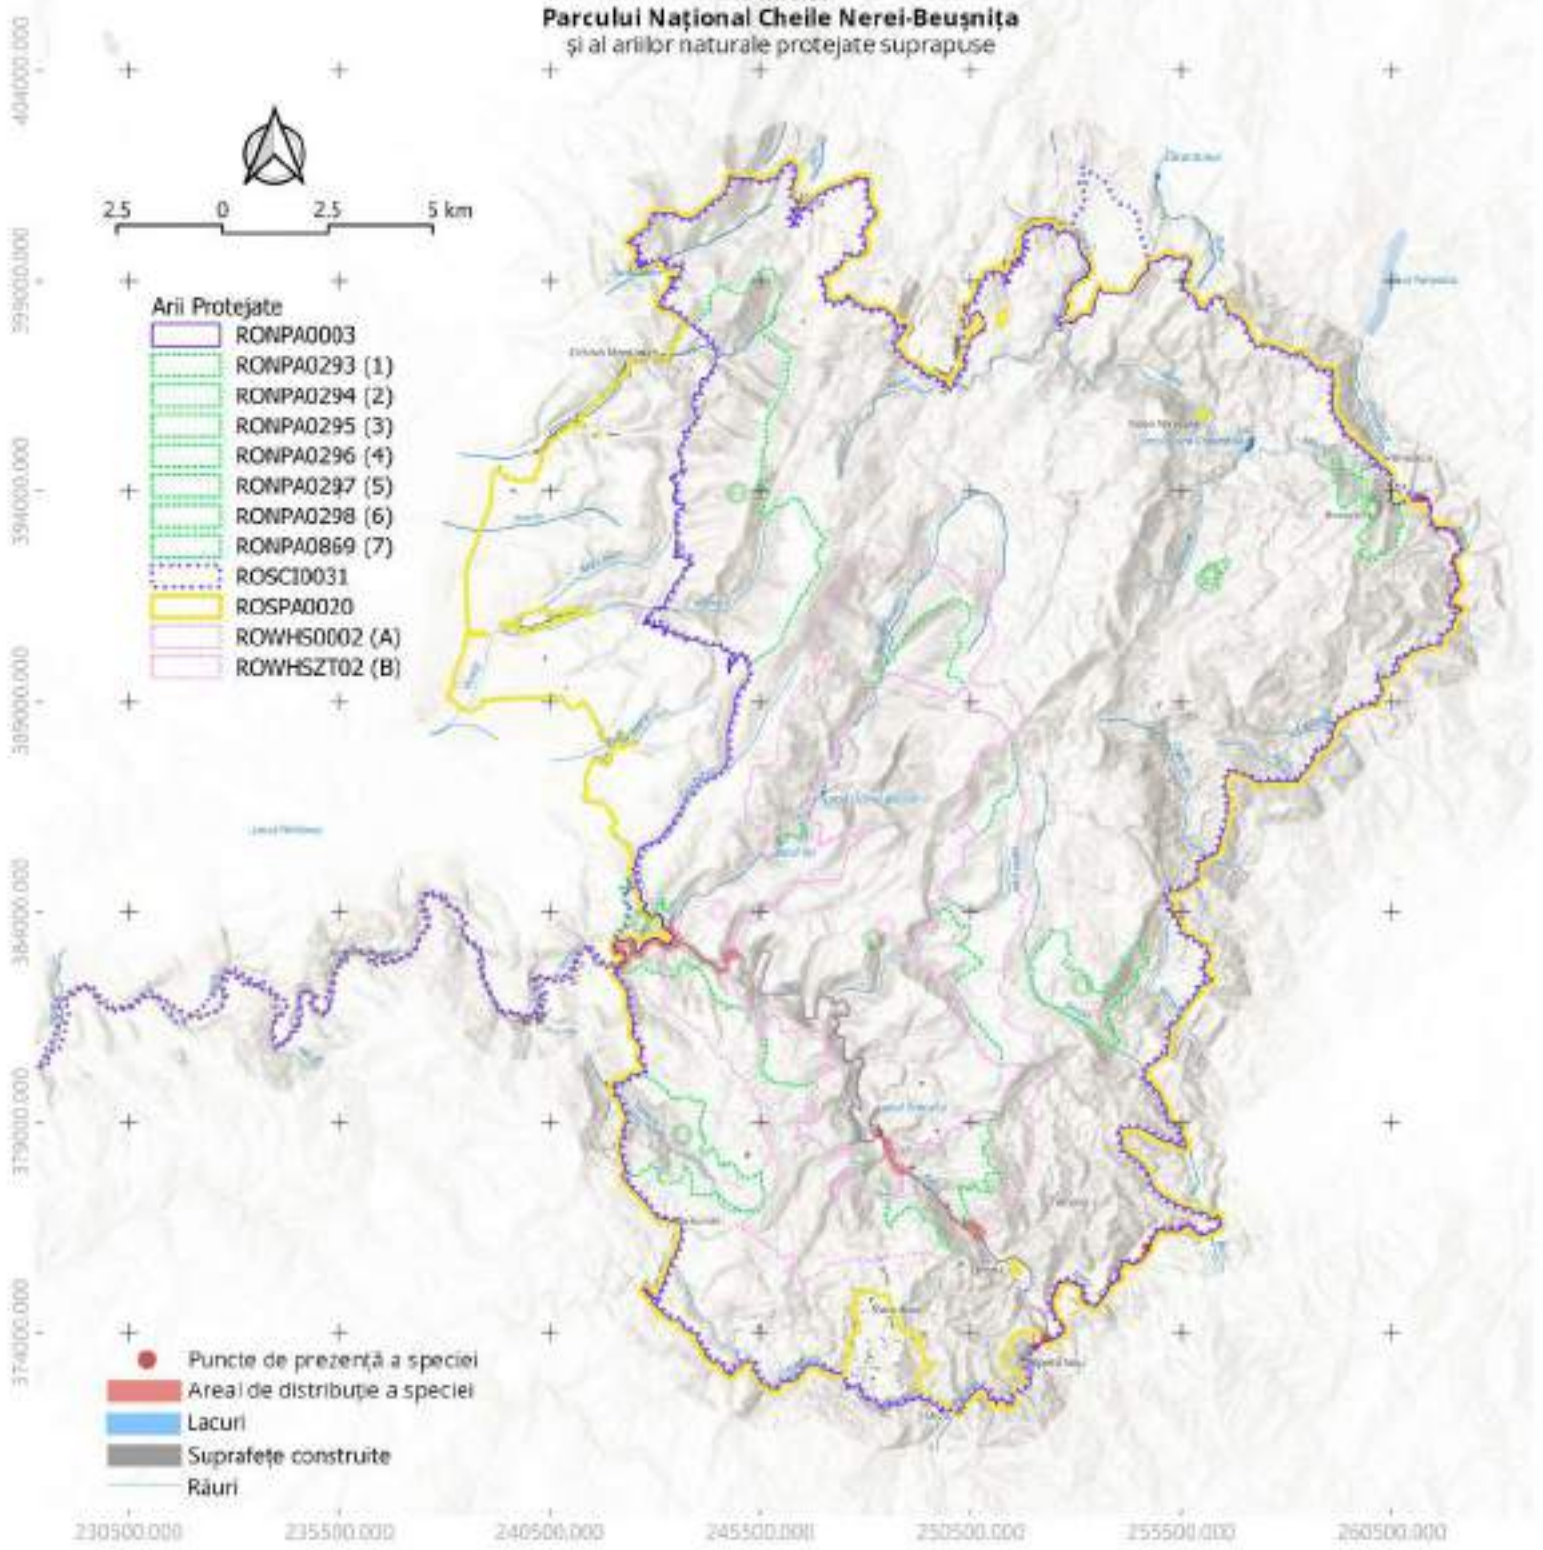 Parcului Național Cheile Nerei-Beușnița
și al ariilor naturale protejate suprapuse
404000.000
399000.000
394000.000
389000.000
384000.000
379000.000
374000.000
2.5 0 2.5 5 km
Arii Protejate
RONPA0003
RONPA0293 (1)
RONPA0294 (2)
RONPA0295 (3)
RONPA0296 (4)
RONPA0297 (5)
RONPA0298 (6)
RONPA0869 (7)
ROSCI0031
ROSPA0020
ROWHS0002 (A)
ROWHSZT02 (B)
Puncte de prezență a speciei
Areal de distribuție a speciei
Lacuri
Suprafețe construite
Râuri
230500.000 235500.000 240500.000 245500.000 250500.000 255500.000 260500.000